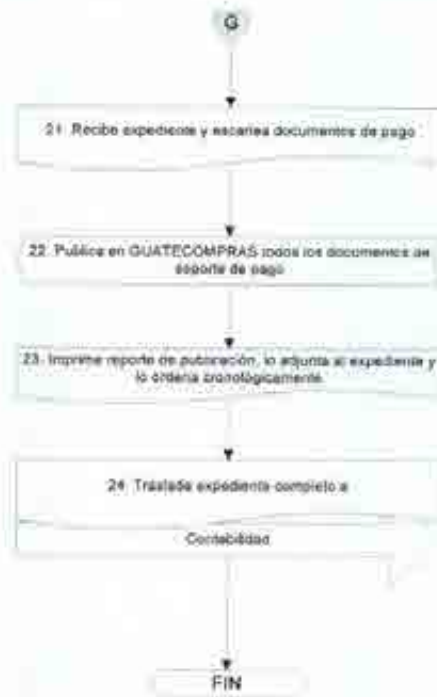 G
21. Recibe expediente y escanea documentos de pago
22. Publica en GUATECOMPRAS todos los documentos de
soporte de pago
23. Imprime reporte de publicación, lo adjunta al expediente y
lo ordena cronológicamente.
24. Traslada expediente completo a
Contabilidad
FIN